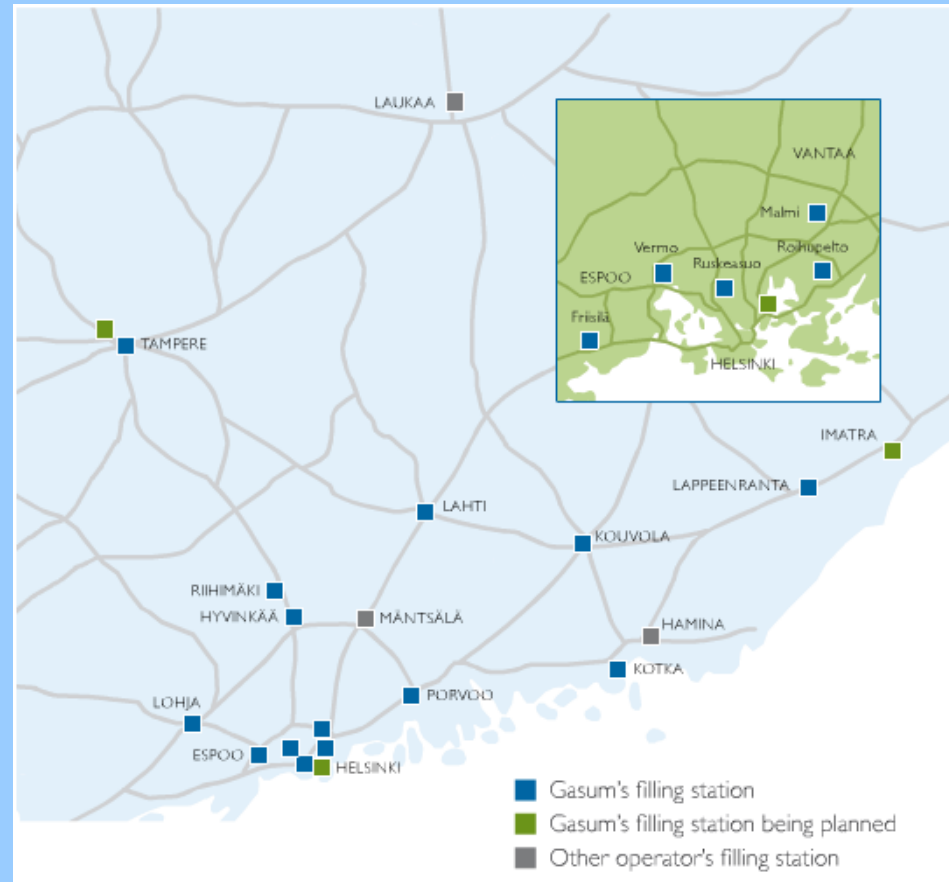 LAUKAA
VANTAA
Malmi
Roihupelto
Vermo
Ruskeasuo
ESPOO
Friisilä
HELSINKI
TAMPERE
IMATRA
LAPPEENRANTA
LAHTI
KOUVOLA
RIIHIMÄKI
HYVINKÄÄ
MÄNTSÄLÄ
HAMINA
KOTKA
PORVOO
LOHJA
ESPOO
HELSINKI
Gasum's filling station
Gasum's filling station being planned
Other operator's filling station